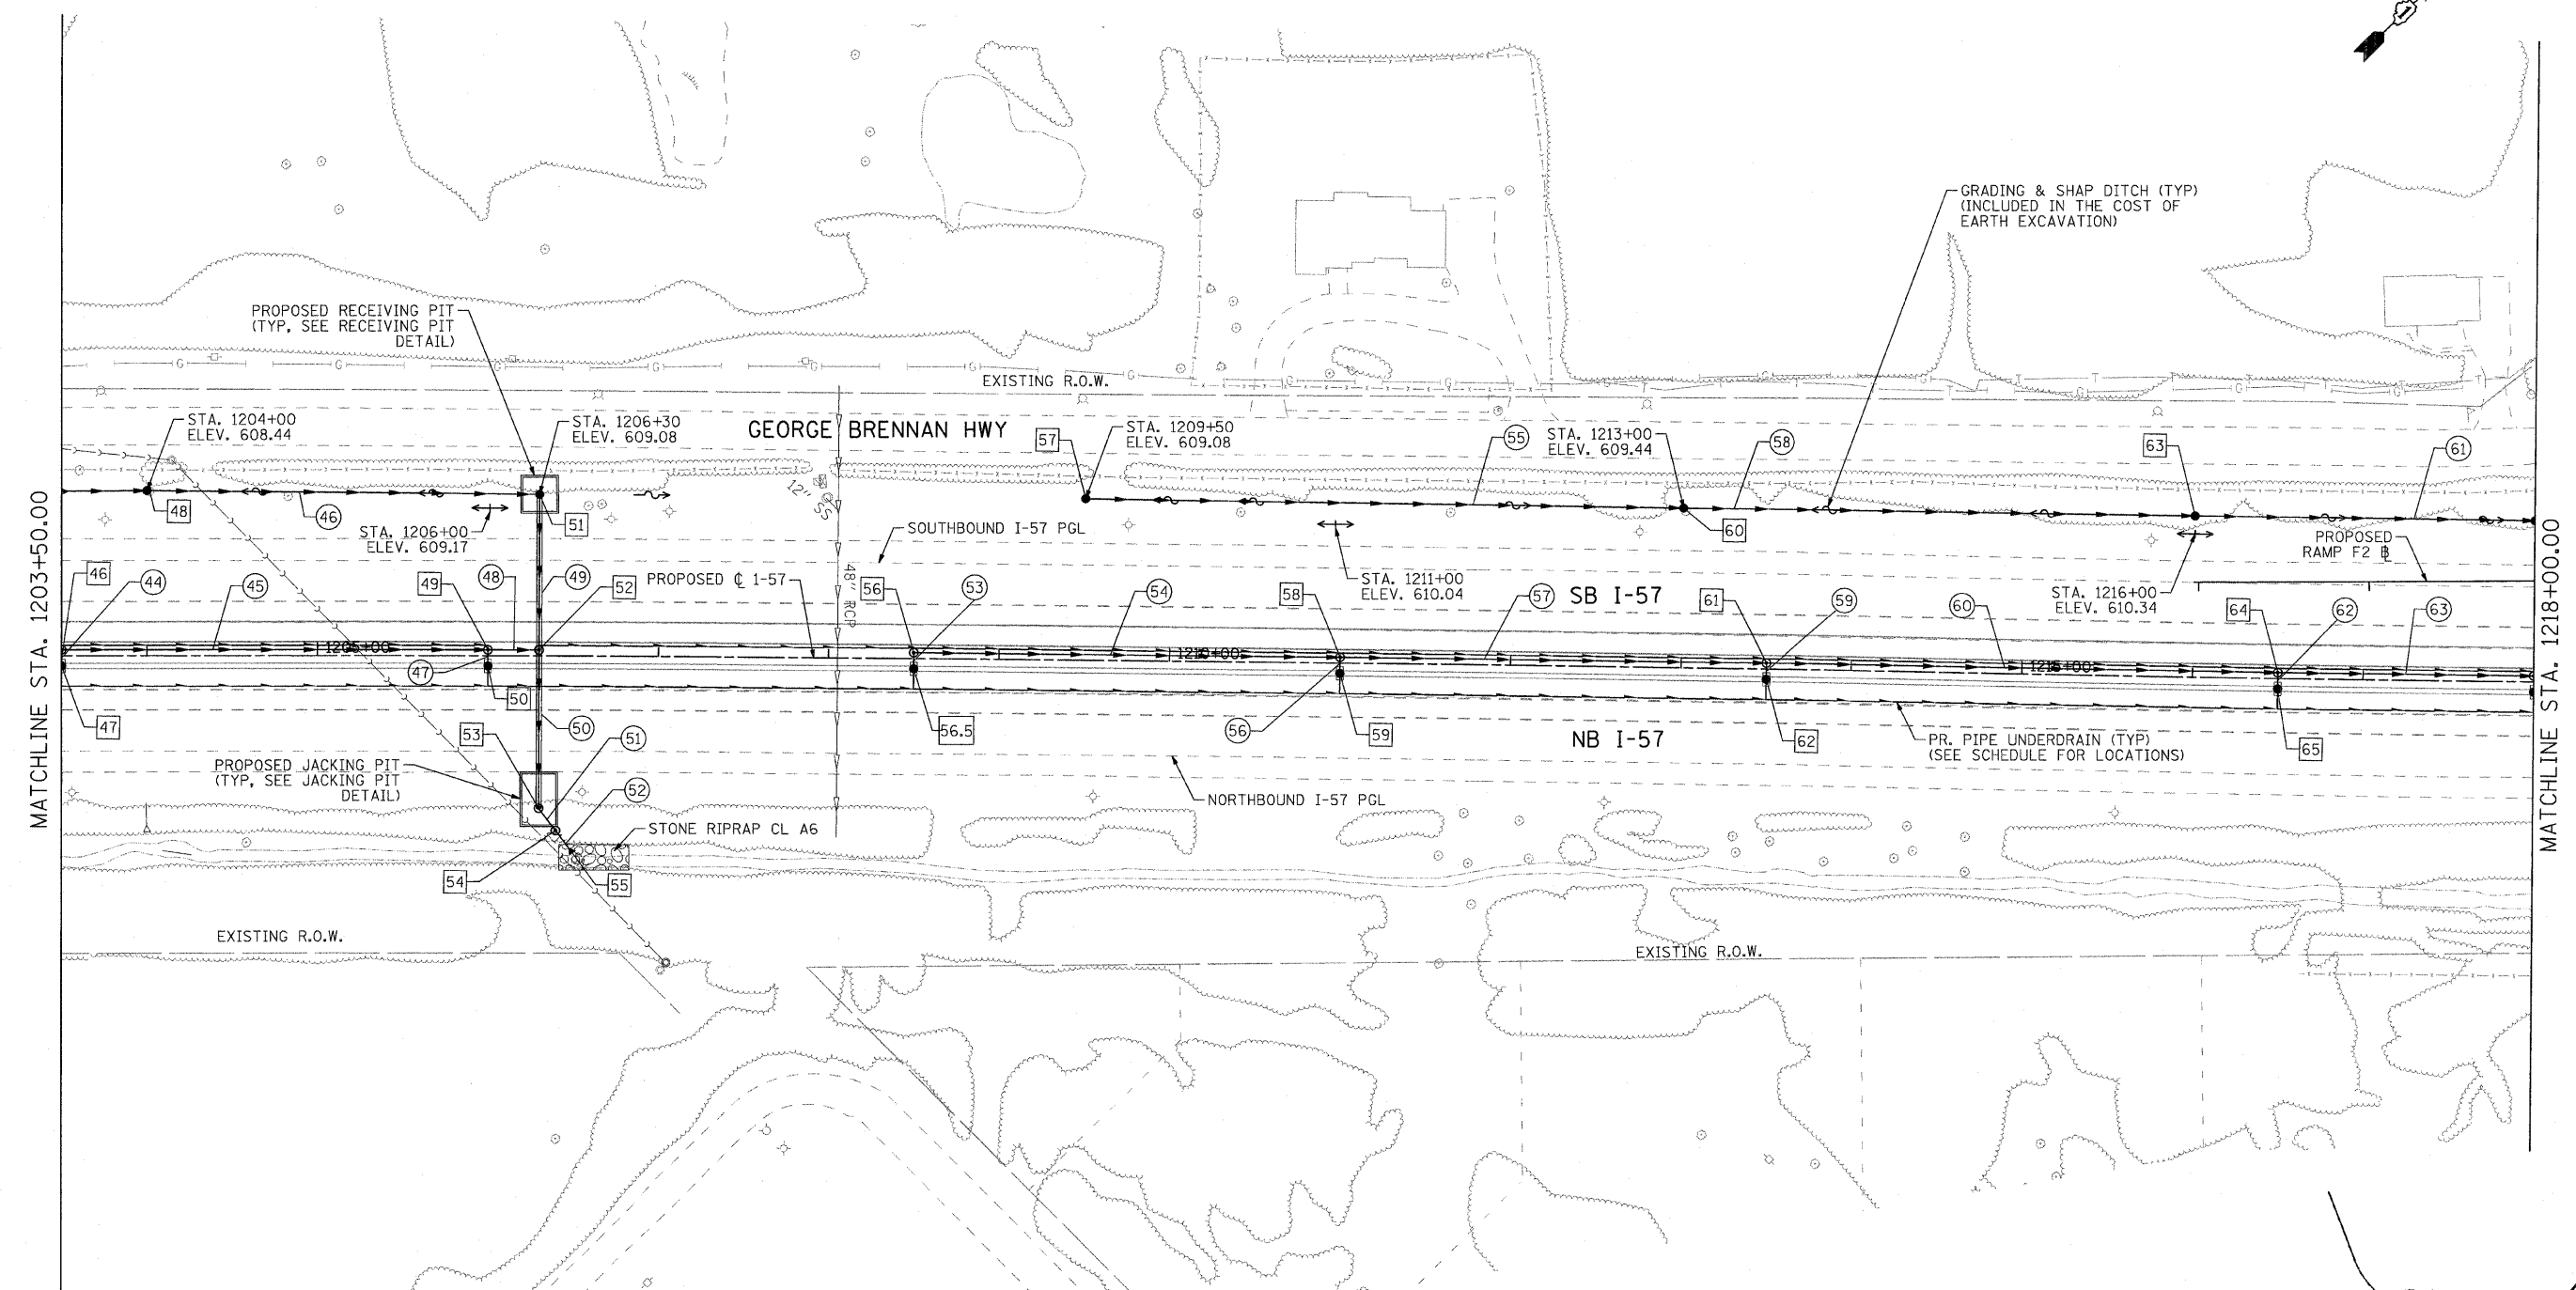 GRADING & SHAP DITCH (TYP)
(INCLUDED IN THE COST OF
EARTH EXCAVATION)
PROPOSED RECEIVING PIT
(TYP, SEE RECEIVING PIT
DETAIL)
EXISTING R.O.W.
STA. 1204+00
ELEV. 608.44
STA. 1206+30
ELEV. 609.08
GEORGE BRENNAN HWY
57
STA. 1209+50
ELEV. 609.08
55
STA. 1213+00
ELEV. 609.44
58
63
61
48
46
51
12" SS
60
STA. 1206+00
ELEV. 609.17
SOUTHBOUND I-57 PGL
PROPOSED
RAMP F2 B
MATCHLINE STA. 1203+50.00
MATCHLINE STA. 1218+00.00
46
44
45
49
48
49
52
PROPOSED ℄ 1-57
48" RCP
56
53
STA. 1211+00
ELEV. 610.04
54
58
57
SB I-57
61
59
60
STA. 1216+00
ELEV. 610.34
64
62
63
1205+00
1210+00
1215+00
47
50
47
53
50
51
56.5
56
59
NB I-57
62
PR. PIPE UNDERDRAIN (TYP)
(SEE SCHEDULE FOR LOCATIONS)
65
PROPOSED JACKING PIT
(TYP, SEE JACKING PIT
DETAIL)
52
NORTHBOUND I-57 PGL
STONE RIPRAP CL A6
54
55
EXISTING R.O.W.
EXISTING R.O.W.